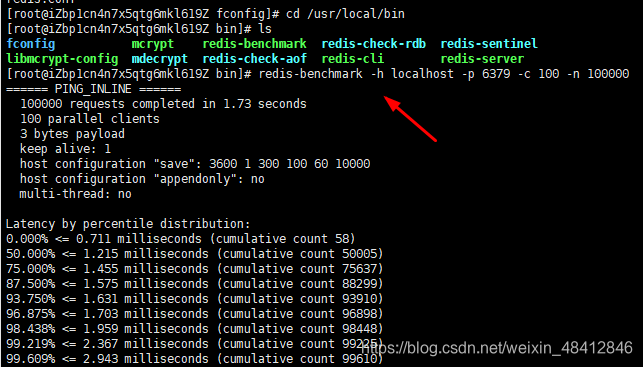 redis.conf
[root@iZbp1cn4n7x5qtg6mkl619Z fconfig]# cd /usr/local/bin
[root@iZbp1cn4n7x5qtg6mkl619Z bin]# ls
fconfig mcrypt redis-benchmark redis-check-rdb redis-sentinel
libmcrypt-config mdecrypt redis-check-aof redis-cli redis-server
[root@iZbp1cn4n7x5qtg6mkl619Z bin]# redis-benchmark -h localhost -p 6379 -c 100 -n 100000
====== PING_INLINE ======
100000 requests completed in 1.73 seconds
100 parallel clients
3 bytes payload
keep alive: 1
host configuration "save": 3600 1 300 100 60 10000
host configuration "appendonly": no
multi-thread: no
Latency by percentile distribution:
0.000% <= 0.711 milliseconds (cumulative count 58)
50.000% <= 1.215 milliseconds (cumulative count 50005)
75.000% <= 1.455 milliseconds (cumulative count 75637)
87.500% <= 1.575 milliseconds (cumulative count 88299)
93.750% <= 1.631 milliseconds (cumulative count 93910)
96.875% <= 1.703 milliseconds (cumulative count 96898)
98.438% <= 1.959 milliseconds (cumulative count 98448)
99.219% <= 2.367 milliseconds (cumulative count 99225)
99.609% <= 2.943 milliseconds (cumulative count 99610)
https://blog.csdn.net/weixin_48412846